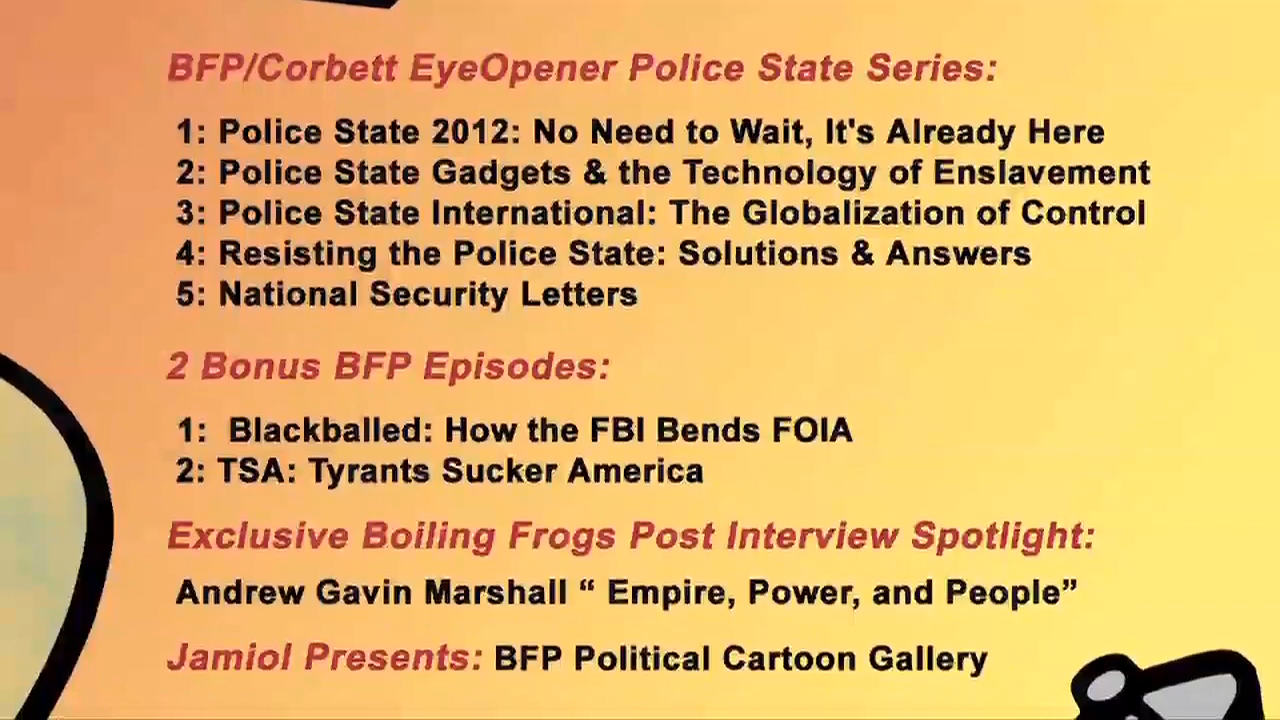 BFP/Corbett EyeOpener Police State Series:
1: Police State 2012: No Need to Wait, It's Already Here
2: Police State Gadgets & the Technology of Enslavement
3: Police State International: The Globalization of Control
4: Resisting the Police State: Solutions & Answers
5: National Security Letters
2 Bonus BFP Episodes:
1: Blackballed: How the FBI Bends FOIA
2: TSA: Tyrants Sucker America
Exclusive Boiling Frogs Post Interview Spotlight:
Andrew Gavin Marshall “ Empire, Power, and People”
Jamiol Presents: BFP Political Cartoon Gallery